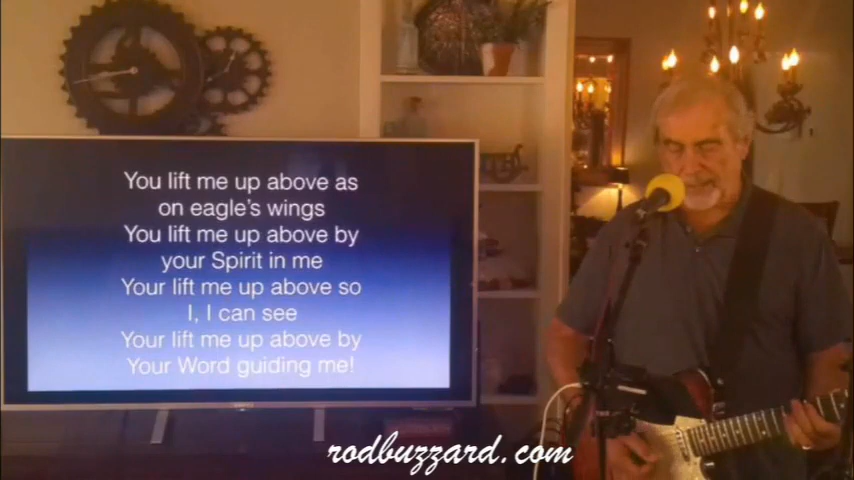 You lift me up above as
on eagle's wings
You lift me up above by
your Spirit in me
Your lift me up above so
I, I can see
Your lift me up above by
Your Word guiding me!
rodbuzzard.com